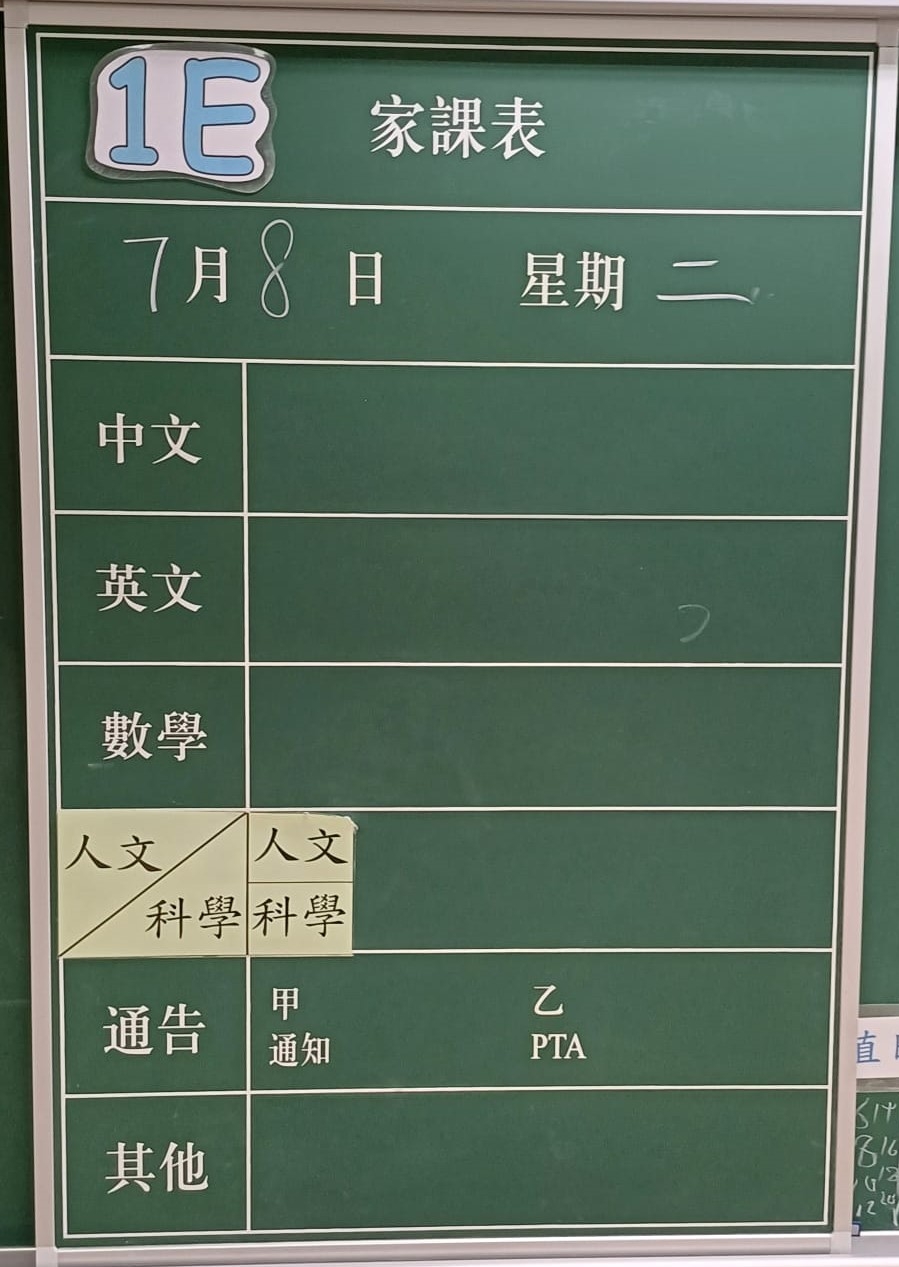 1E 家課表
7月8日 星期二
中文
英文
數學
人文 人文
科學 科學
通告 甲 乙
通知 PTA
其他